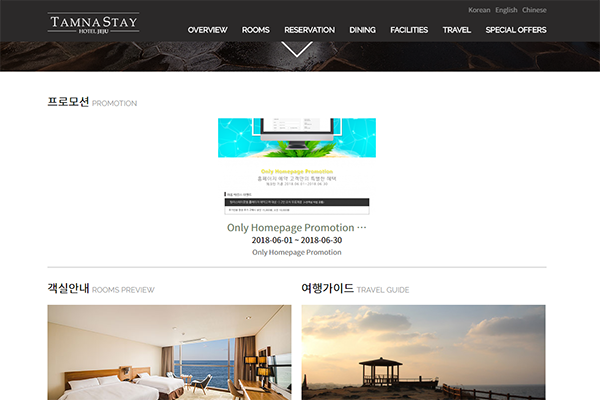 Korean English Chinese
TAMNA STAY
HOTEL JEJU
OVERVIEW ROOMS RESERVATION DINING FACILITIES TRAVEL SPECIAL OFFERS
프로모션 PROMOTION
Only Homepage Promotion
홈페이지 예약 고객만의 특별한 혜택
Only Homepage Promotion ···
2018-06-01 ~ 2018-06-30
Only Homepage Promotion
객실안내 ROOMS PREVIEW
여행가이드 TRAVEL GUIDE